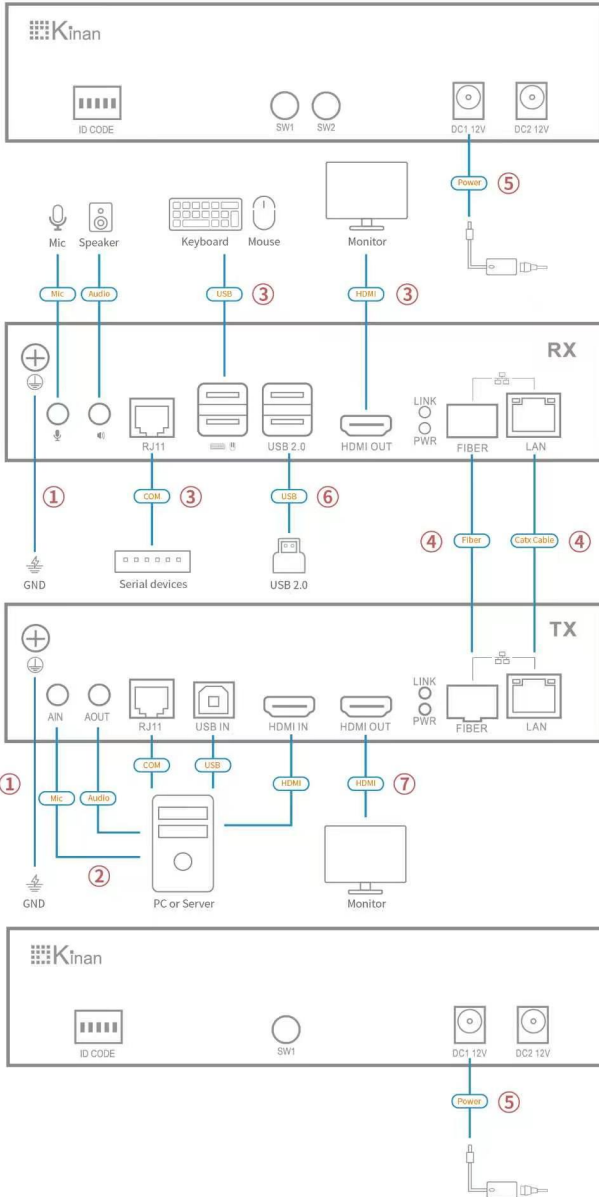 Kinan
ID CODE
SW1
SW2
DC1 12V
DC2 12V
Power
⑤
Mic
Speaker
Keyboard
Mouse
Monitor
Mic
Audio
USB
③
HDMI
③
RX
LINK
PWR
RJ11
USB 2.0
HDMI OUT
FIBER
LAN
①
COM
③
USB
⑥
④
Fiber
Catx Cable
④
GND
Serial devices
USB 2.0
TX
LINK
PWR
AIN
AOUT
RJ11
USB IN
HDMI IN
HDMI OUT
FIBER
LAN
①
Mic
Audio
COM
USB
HDMI
HDMI
⑦
②
GND
PC or Server
Monitor
Kinan
ID CODE
SW1
DC1 12V
DC2 12V
Power
⑤